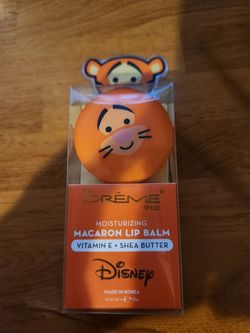 THE
CRÈME
shop
MOISTURIZING
MACARON LIP BALM
VITAMIN E + SHEA BUTTER
Disney
MADE IN KOREA